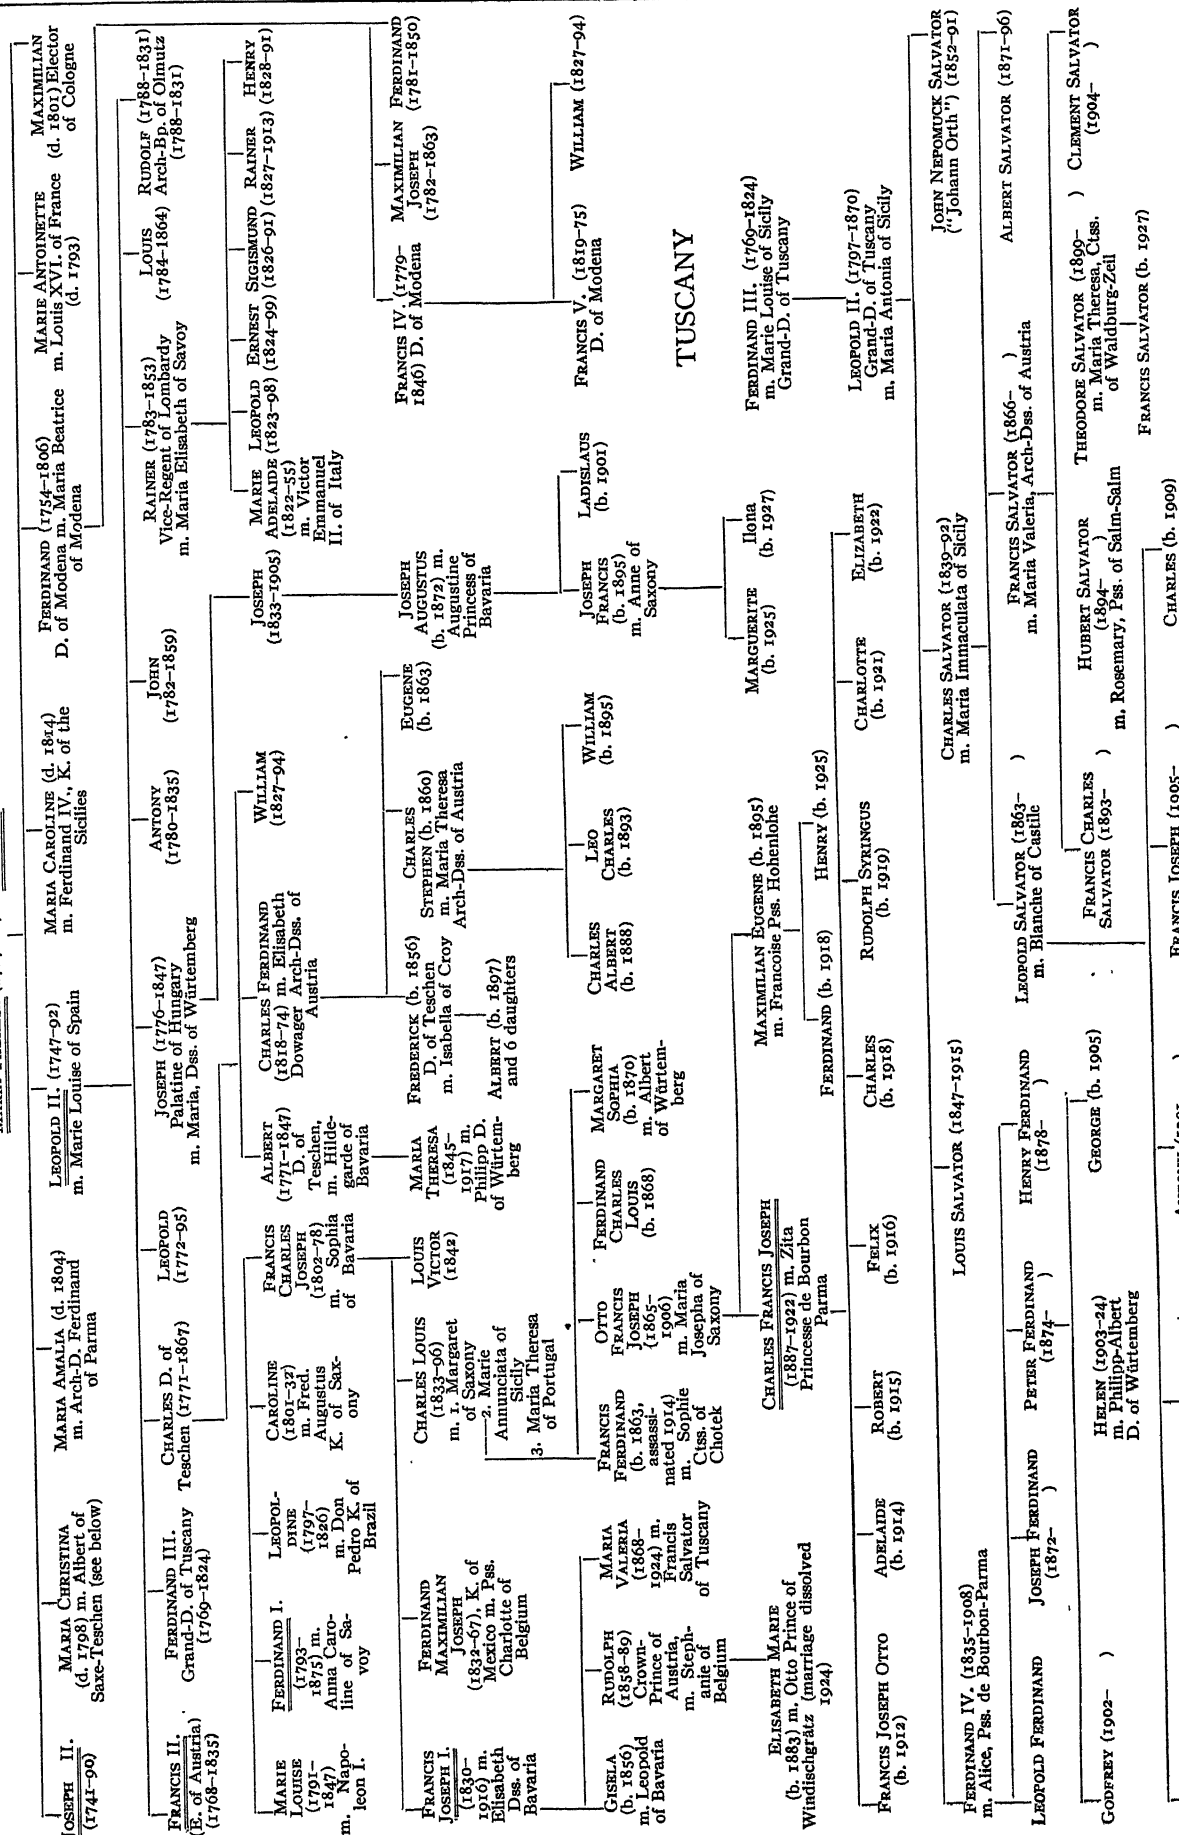 JOSEPH II.
(1741-90)
MARIA CHRISTINA
(d. 1798) m. Albert of
Saxe-Teschen (see below)
MARIA AMALIA (d. 1804)
m. Arch-D. Ferdinand
of Parma
LEOPOLD II. (1747-92)
m. Marie Louise of Spain
MARIA CAROLINE (d. 1814)
m. Ferdinand IV., K. of the
Sicilies
FERDINAND (1754-1806)
D. of Modena m. Maria Beatrice
of Modena
MARIE ANTOINETTE
m. Louis XVI. of France
(d. 1793)
MAXIMILIAN
(d. 1801) Elector
of Cologne
FRANCIS II.
(E. of Austria)
(1768-1835)
FERDINAND III.
Grand-D. of Tuscany
(1769-1824)
CHARLES D. of
Teschen (1771-1867)
LEOPOLD
(1772-95)
JOSEPH (1776-1847)
Palatine of Hungary
m. Maria, Dss. of Würtemberg
ANTONY
(1780-1835)
JOHN
(1782-1859)
RAINER (1783-1853)
Vice-Regent of Lombardy
m. Maria Elisabeth of Savoy
LOUIS
(1784-1864)
RUDOLF (1788-1831)
Arch-Bp. of Olmutz
(1788-1831)
MARIE
LOUISE
(1791-
1847)
m. Napo-
leon I.
FERDINAND I.
(1793-
1875) m.
Anna Caro-
line of Sa-
voy
LEOPOL-
DINE
(1797-
1826)
m. Don
Pedro K. of
Brazil
CAROLINE
(1801-32)
m. Fred.
Augustus
K. of Sax-
ony
FRANCIS
CHARLES
JOSEPH
(1802-78)
m. Sophia
of Bavaria
ALBERT
(1771-1847)
D. of
Teschen,
m. Hilde-
garde of
Bavaria
CHARLES FERDINAND
(1818-74) m. Elisabeth
Dowager Arch-Dss. of
Austria
WILLIAM
(1827-94)
JOSEPH
(1833-1905)
MARIE
ADELAIDE
(1822-55)
m. Victor
Emmanuel
II. of Italy
LEOPOLD
(1823-98)
ERNEST
(1824-99)
SIGISMUND
(1826-91)
RAINER
(1827-1913)
HENRY
(1828-91)
FRANCIS
JOSEPH I.
(1830-
1916) m.
Elisabeth
Dss. of
Bavaria
FERDINAND
MAXIMILIAN
JOSEPH
(1832-67), K. of
Mexico m. Pss.
Charlotte of
Belgium
CHARLES LOUIS
(1833-96)
m. 1. Margaret
of Saxony
2. Marie
Annunciata of
Sicily
3. Maria Theresa
of Portugal
LOUIS
VICTOR
(1842)
MARIA
THERESA
(1845-
1917) m.
Philipp D.
of Würtem-
berg
FREDERICK (b. 1856)
D. of Teschen
m. Isabella of Croy
ALBERT (b. 1897)
and 6 daughters
CHARLES
STEPHEN (b. 1860)
m. Maria Theresa
Arch-Dss. of Austria
EUGENE
(b. 1863)
JOSEPH
AUGUSTUS
(b. 1872) m.
Augustine
Princess of
Bavaria
FRANCIS IV. (1779-
1846) D. of Modena
MAXIMILIAN
JOSEPH
(1782-1863)
FERDINAND
(1781-1850)
GISELA
(b. 1856)
m. Leopold
of Bavaria
RUDOLPH
(1858-89)
Crown-
Prince of
Austria,
m. Steph-
anie of
Belgium
MARIA
VALERIA
(1868-
1924) m.
Francis
Salvator
of Tuscany
FRANCIS
FERDINAND
(b. 1863,
assassi-
nated 1914)
m. Sophie
Ctss. of
Chotek
OTTO
FRANCIS
JOSEPH
(1865-
1906)
m. Maria
Josepha of
Saxony
FERDINAND
CHARLES
LOUIS
(b. 1868)
MARGARET
SOPHIA
(b. 1870)
m. Albert
of Würtem-
berg
CHARLES
ALBERT
(b. 1888)
LEO
CHARLES
(b. 1893)
WILLIAM
(b. 1895)
JOSEPH
FRANCIS
(b. 1895)
m. Anne of
Saxony
LADISLAUS
(b. 1901)
FRANCIS V. (1819-75)
D. of Modena
WILLIAM (1827-94)
TUSCANY
ELISABETH MARIE
(b. 1883) m. Otto Prince of
Windischgrätz (marriage dissolved
1924)
CHARLES FRANCIS JOSEPH
(1887-1922) m. Zita
Princesse de Bourbon
Parma
MAXIMILIAN EUGENE (b. 1895)
m. Francoise Pss. Hohenlohe
FERDINAND (b. 1918)
HENRY (b. 1925)
MARGUERITE
(b. 1925)
Ilona
(b. 1927)
FERDINAND III. (1769-1824)
m. Marie Louise of Sicily
Grand-D. of Tuscany
FRANCIS JOSEPH OTTO
(b. 1912)
ADELAIDE
(b. 1914)
ROBERT
(b. 1915)
FELIX
(b. 1916)
CHARLES
(b. 1918)
RUDOLPH SYRINGUS
(b. 1919)
CHARLOTTE
(b. 1921)
ELIZABETH
(b. 1922)
LEOPOLD II. (1797-1870)
Grand-D. of Tuscany
m. Maria Antonia of Sicily
FERDINAND IV. (1835-1908)
m. Alice, Pss. de Bourbon-Parma
LOUIS SALVATOR (1847-1915)
CHARLES SALVATOR (1839-92)
m. Maria Immaculata of Sicily
JOHN NEPOMUCK SALVATOR
("Johann Orth") (1852-91)
LEOPOLD FERDINAND
JOSEPH FERDINAND
(1872- )
PETER FERDINAND
(1874- )
HENRY FERDINAND
(1878- )
LEOPOLD SALVATOR (1863- )
m. Blanche of Castile
FRANCIS SALVATOR (1866- )
m. Maria Valeria, Arch-Dss. of Austria
ALBERT SALVATOR (1871-96)
GODFREY (1902- )
HELEN (1903-24)
m. Philipp-Albert
D. of Würtemberg
GEORGE (b. 1905)
FRANCIS CHARLES
SALVATOR (1893- )
HUBERT SALVATOR
(1894- )
m. Rosemary, Pss. of Salm-Salm
THEODORE SALVATOR (1899- )
m. Maria Theresa, Ctss.
of Waldburg-Zeil
CLEMENT SALVATOR
(1904- )
FRANCIS SALVATOR (b. 1927)
FRANCIS JOSEPH (1905- )
CHARLES (b. 1909)